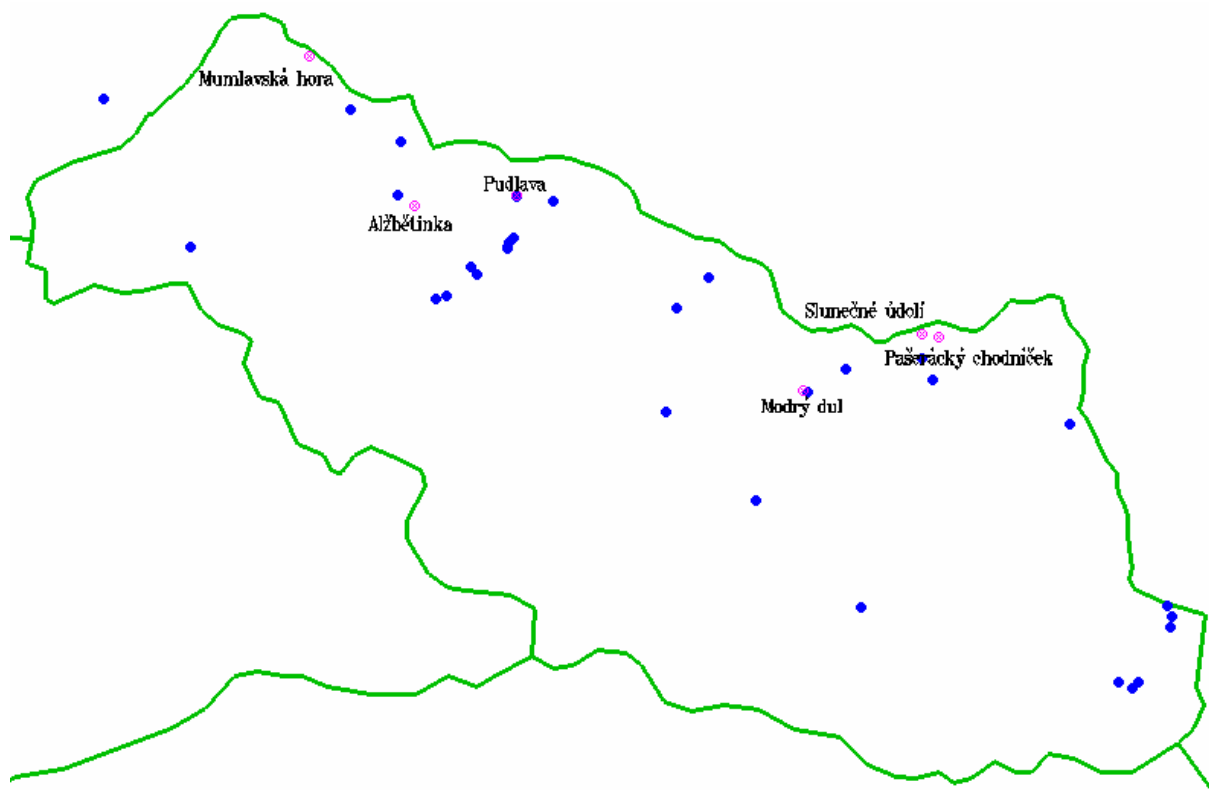 Mumlavská hora
Pudlava
Alžbětinka
Slunečné údolí
Pašerácký chodníček
Modrý dul